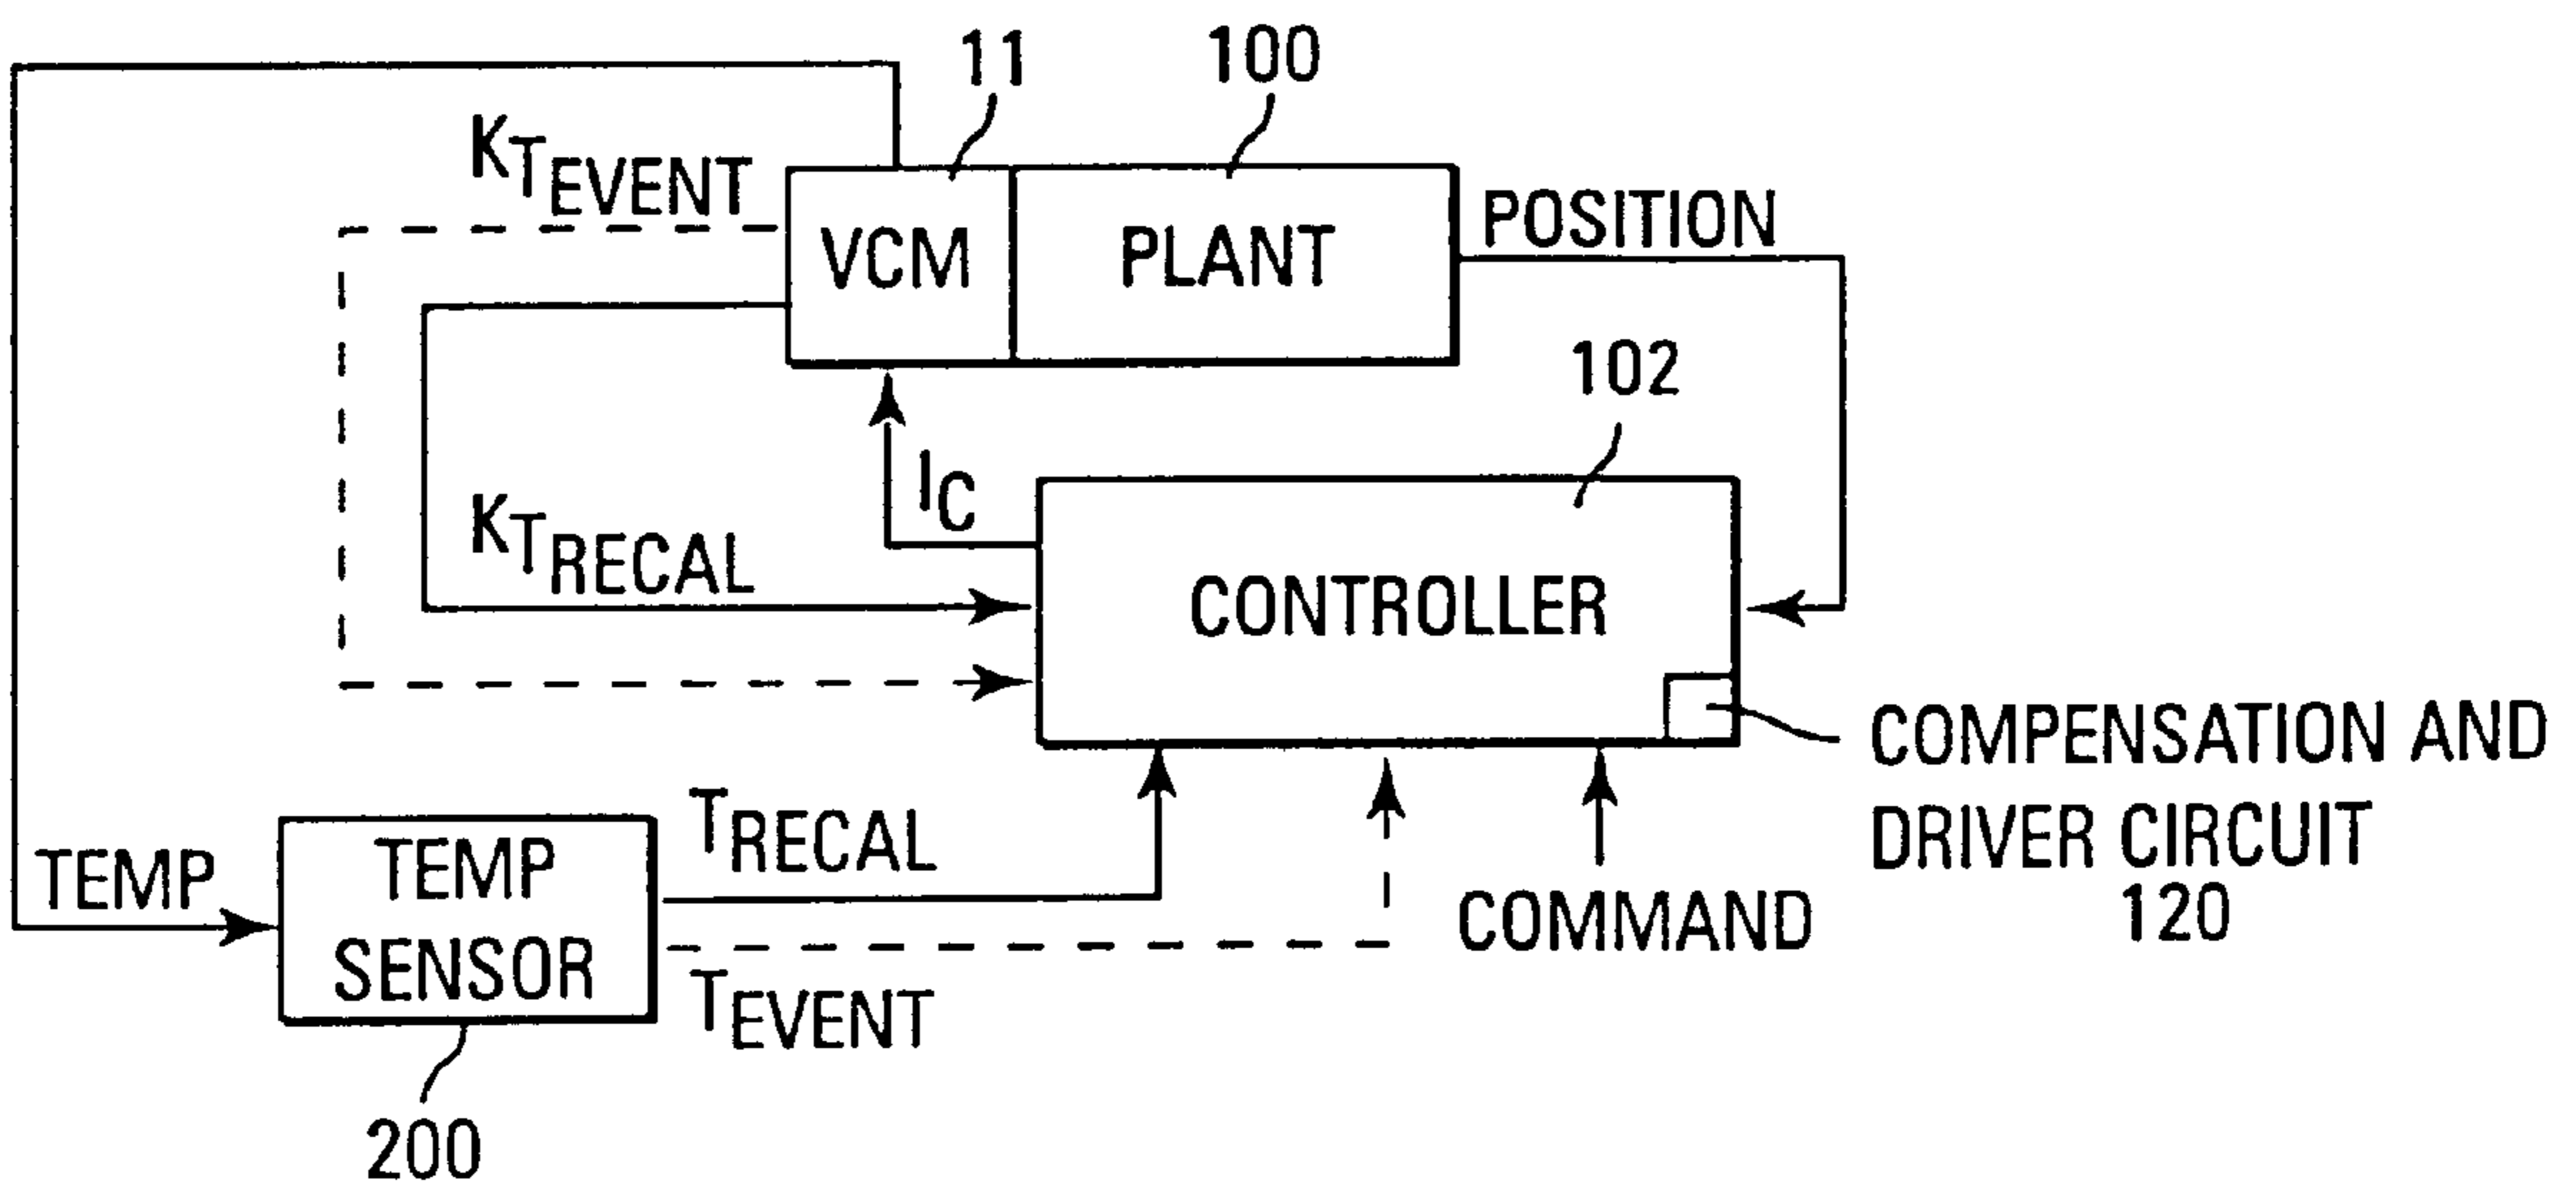 11
100
KTEVENT
VCM
PLANT
POSITION
102
IC
KTRECAL
CONTROLLER
COMPENSATION AND
DRIVER CIRCUIT
120
TRECAL
TEMP
TEMP
SENSOR
COMMAND
TEVENT
200